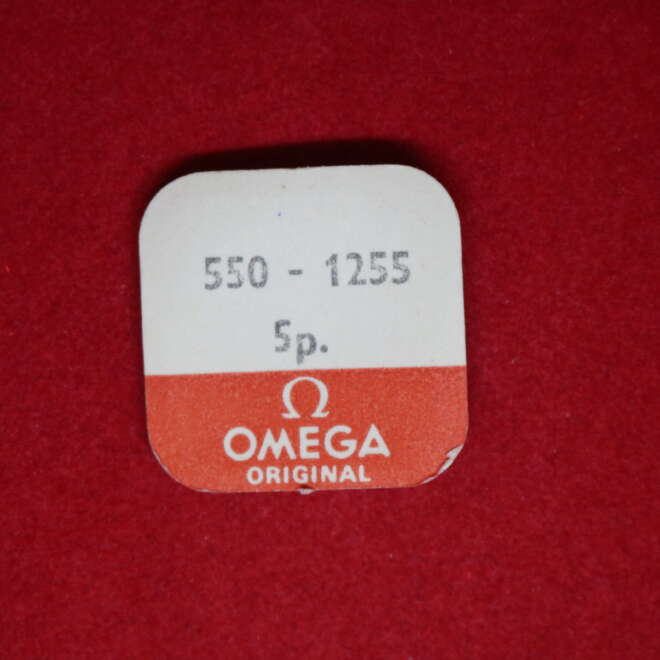 550 - 1255
5p.
Ω
OMEGA
ORIGINAL